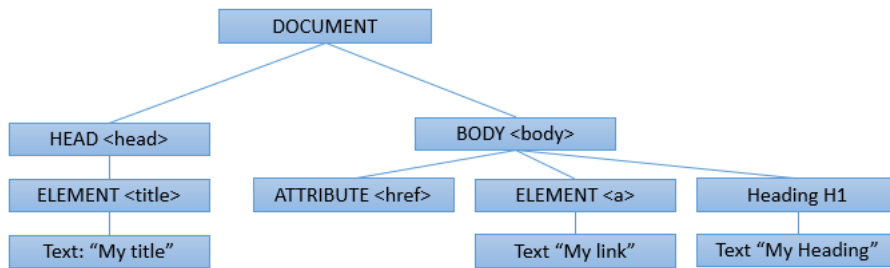 DOCUMENT
HEAD <head>
BODY <body>
ELEMENT <title>
ATTRIBUTE <href>
ELEMENT <a>
Heading H1
Text: “My title”
Text “My link”
Text “My Heading”